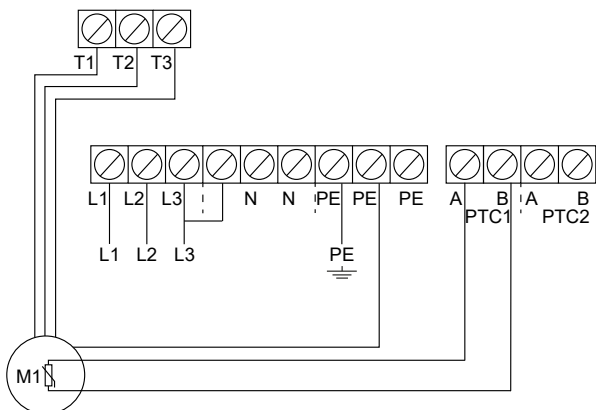 T1 T2 T3
L1 L2 L3 N N PE PE PE A B A B
PTC1 PTC2
L1 L2 L3 PE
M1